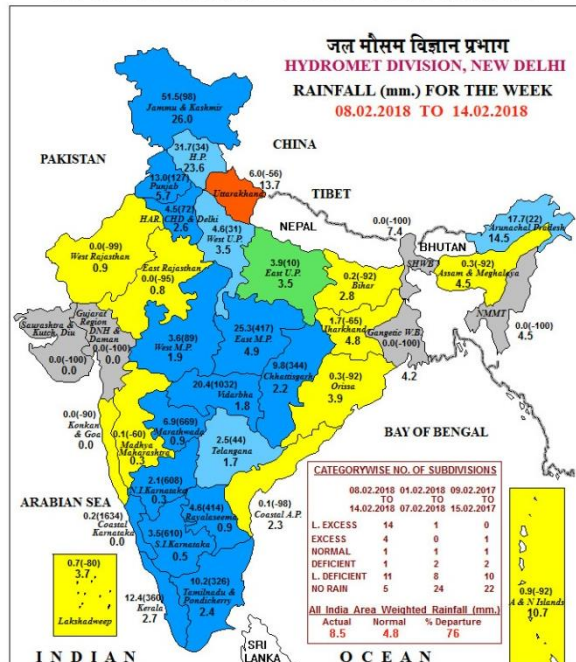 जल मौसम विज्ञान प्रभाग
HYDROMET DIVISION, NEW DELHI
RAINFALL (mm.) FOR THE WEEK
08.02.2018 TO 14.02.2018
51.5(98)
Jammu & Kashmir
26.0
31.7(34)
H.P.
23.6
CHINA
PAKISTAN
13.0(127)
Punjab
5.7
6.0(-56)
Uttarakhand
13.7
TIBET
4.5(72)
HAR. CHD & Delhi
2.6
4.6(31)
West U.P.
3.5
NEPAL
0.0(-100)
7.4
SHWB
BHUTAN
17.7(22)
Arunachal Pradesh
14.5
0.0(-99)
West Rajasthan
0.9
East Rajasthan
0.0(-95)
0.8
3.9(10)
East U.P.
3.5
0.2(-92)
Bihar
2.8
0.3(-92)
Assam & Meghalaya
4.5
NMMT
0.0(-100)
4.5
Saurashtra &
Kutch, Diu
0.0(-100)
0.0
Gujarat
Region
DNH &
Daman
0.0(-100)
0.0
3.6(89)
West M.P.
1.9
25.3(417)
East M.P.
4.9
1.7(-65)
Jharkhand
4.8
Gangetic W.B.
0.0(-100)
4.2
9.8(344)
Chhattisgarh
2.2
20.4(1032)
Vidarbha
1.8
0.3(-92)
Orissa
3.9
0.0(-90)
Konkan
& Goa
0.0
0.1(-60)
Madhya
Maharashtra
0.3
6.9(669)
Marathwada
0.9
2.5(44)
Telangana
1.7
BAY OF BENGAL
ARABIAN SEA
2.1(608)
N.I.Karnataka
0.3
4.6(414)
Rayalaseema
0.9
0.1(-98)
Coastal A.P.
2.3
0.2(1634)
Coastal
Karnataka
0.0
3.5(610)
S.I.Karnataka
0.5
0.7(-80)
3.7
Lakshadweep
12.4(360)
Kerala
2.7
10.2(326)
Tamilnadu &
Pondicherry
2.4
0.9(-92)
A & N Islands
10.7
CATEGORYWISE NO. OF SUBDIVISIONS
08.02.2018 01.02.2018 09.02.2017
TO TO TO
14.02.2018 07.02.2018 15.02.2017
L. EXCESS 14 1 0
EXCESS 4 0 1
NORMAL 1 1 1
DEFICIENT 1 2 2
L. DEFICIENT 11 8 10
NO RAIN 5 24 22
All India Area Weighted Rainfall (mm.)
Actual Normal % Departure
8.5 4.8 76
SRI
LANKA
INDIAN OCEAN